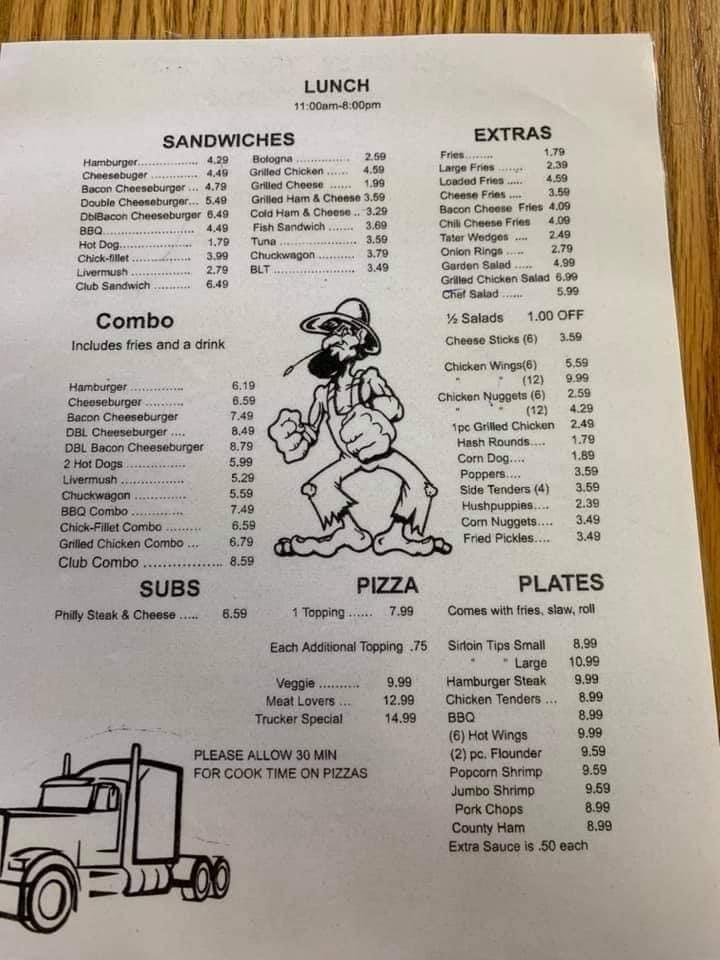 LUNCH
11:00am-8:00pm
SANDWICHES
Hamburger................. 4.29
Cheesebuger .............. 4.49
Bacon Cheeseburger ... 4.79
Double Cheeseburger... 5.49
DblBacon Cheeseburger 6.49
BBQ.......................... 4.49
Hot Dog..................... 1.79
Chick-fillet .................. 3.99
Livermush ................. 2.79
Club Sandwich ............ 6.49
Bologna ................. 2.59
Grilled Chicken ...... 4.59
Grilled Cheese ...... 1.99
Grilled Ham & Cheese 3.59
Cold Ham & Cheese .. 3.29
Fish Sandwich ....... 3.69
Tuna ...................... 3.59
Chuckwagon ........... 3.79
BLT ....................... 3.49
EXTRAS
Fries........ 1.79
Large Fries ....... 2.39
Loaded Fries ..... 4.59
Cheese Fries .... 3.59
Bacon Cheese Fries 4.09
Chili Cheese Fries 4.09
Tater Wedges .... 2.49
Onion Rings ..... 2.79
Garden Salad ..... 4.99
Grilled Chicken Salad 6.99
Chef Salad ...... 5.99
½ Salads 1.00 OFF
Cheese Sticks (6) 3.59
Chicken Wings(6) 5.59
" " (12) 9.99
Chicken Nuggets (6) 2.59
" " (12) 4.29
1pc Grilled Chicken 2.49
Hash Rounds.... 1.79
Corn Dog.... 1.89
Poppers.... 3.59
Side Tenders (4) 3.59
Hushpuppies.... 2.39
Corn Nuggets.... 3.49
Fried Pickles.... 3.49
Combo
Includes fries and a drink
Hamburger ............. 6.19
Cheeseburger .......... 6.59
Bacon Cheeseburger 7.49
DBL Cheeseburger .... 8,49
DBL Bacon Cheeseburger 8.79
2 Hot Dogs ............... 5.99
Livermush ................ 5.29
Chuckwagon ............. 5.59
BBQ Combo ............. 7.49
Chick-Fillet Combo ......... 6.59
Grilled Chicken Combo ... 6.79
Club Combo ................. 8.59
SUBS
Philly Steak & Cheese ..... 6.59
PIZZA
1 Topping ...... 7.99
Each Additional Topping .75
Veggie .......... 9.99
Meat Lovers ... 12.99
Trucker Special 14.99
PLEASE ALLOW 30 MIN
FOR COOK TIME ON PIZZAS
PLATES
Comes with fries, slaw, roll
Sirloin Tips Small 8.99
" " Large 10.99
Hamburger Steak 9.99
Chicken Tenders ... 8.99
BBQ 8.99
(6) Hot Wings 9.99
(2) pc. Flounder 9.59
Popcorn Shrimp 9.59
Jumbo Shrimp 9.59
Pork Chops 8.99
County Ham 8.99
Extra Sauce is .50 each